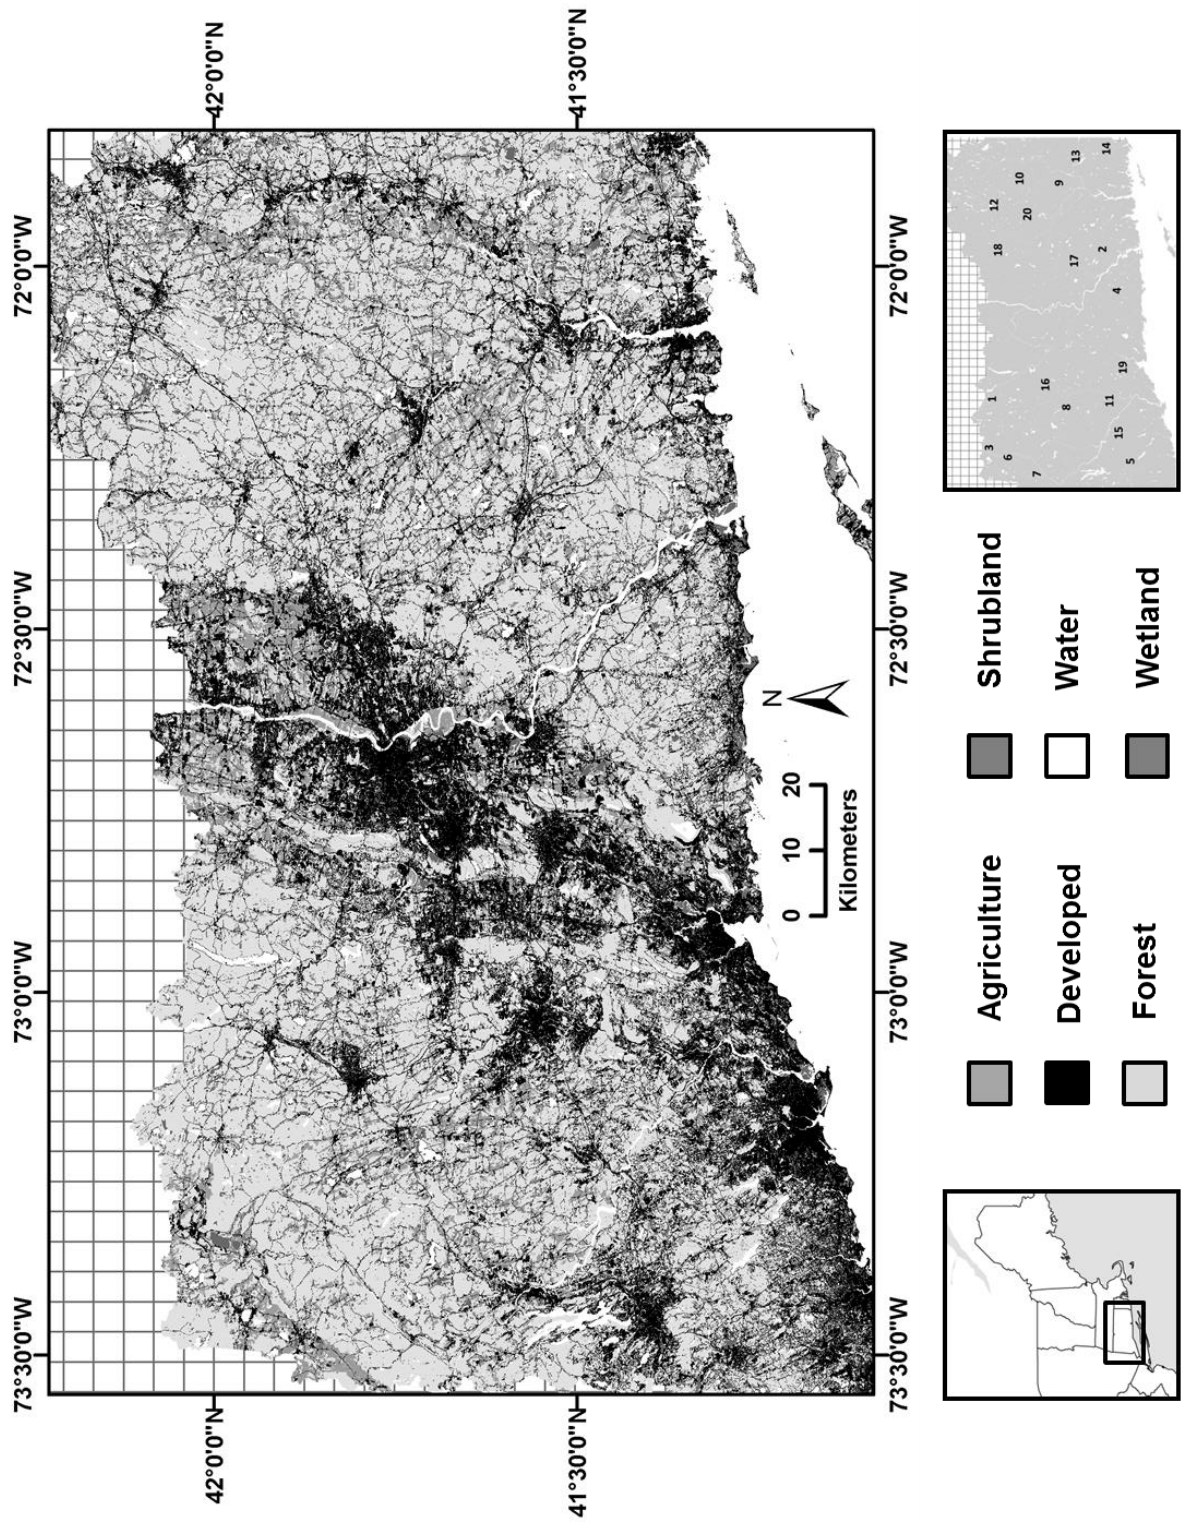 73°30'0"W
73°0'0"W
72°30'0"W
72°0'0"W
42°0'0"N
42°0'0"N
41°30'0"N
41°30'0"N
N
0 10 20
Kilometers
73°30'0"W
73°0'0"W
72°30'0"W
72°0'0"W
Agriculture
Shrubland
Developed
Water
Forest
Wetland
3
1
18
12
6
10
20
7
16
9
8
17
13
2
14
11
4
15
19
5